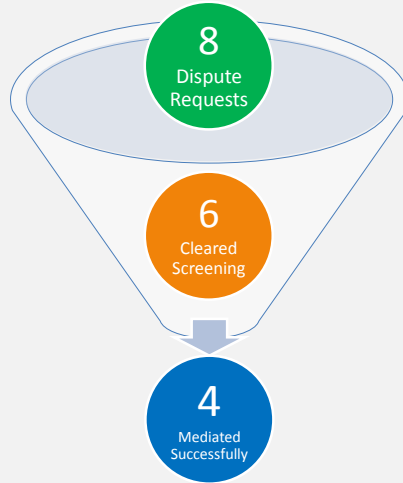 8
Dispute
Requests
6
Cleared
Screening
4
Mediated
Successfully